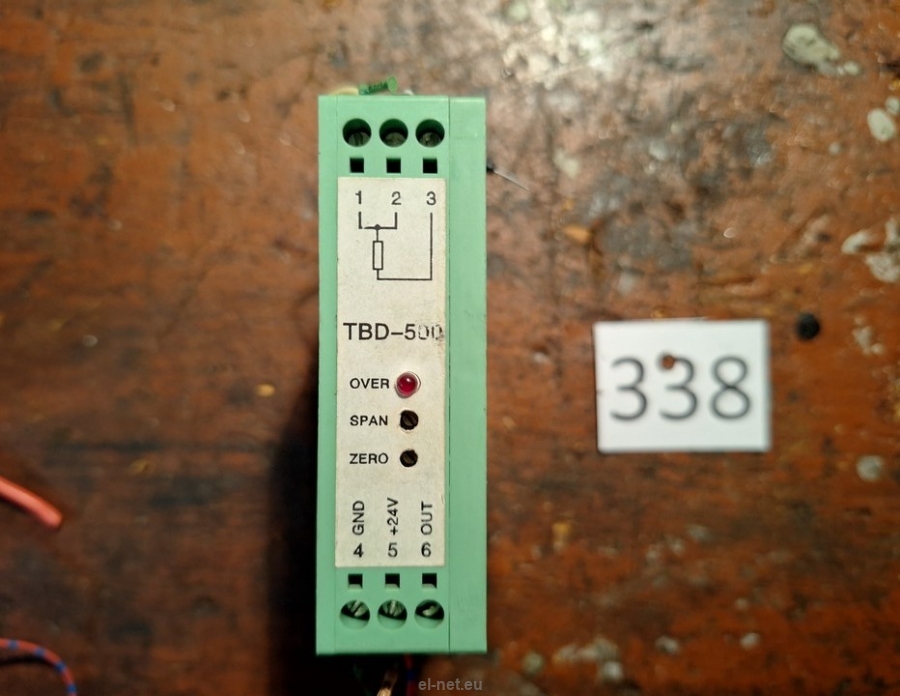 1 2 3
TBD-500
OVER
SPAN
ZERO
GND +24V OUT
4 5 6
338
el-net.eu